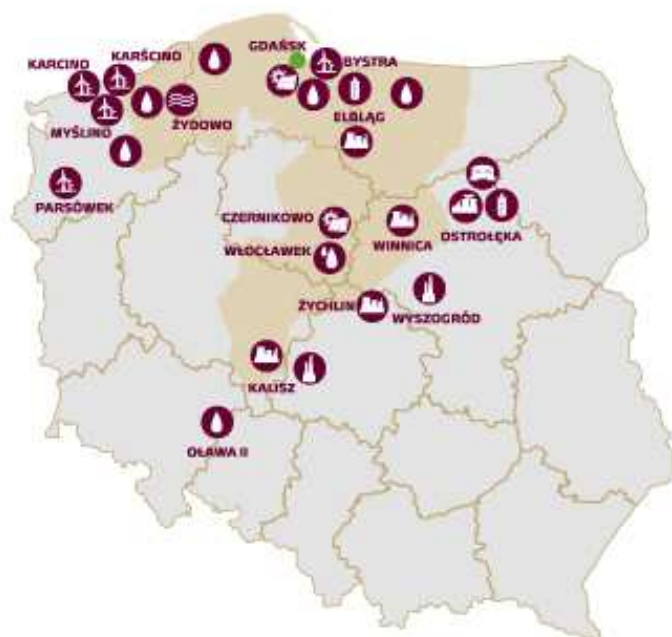 GDAŃSK
KARŚCINO
KARCINO
BYSTRA
ELBLĄG
ŻYDOWO
MYŚLINO
PARSÓWEK
CZERNIKOWO
WINNICA
OSTROŁĘKA
WŁOCŁAWEK
ŻYCHLIN
WYSZOGRÓD
KALISZ
OŁAWA II